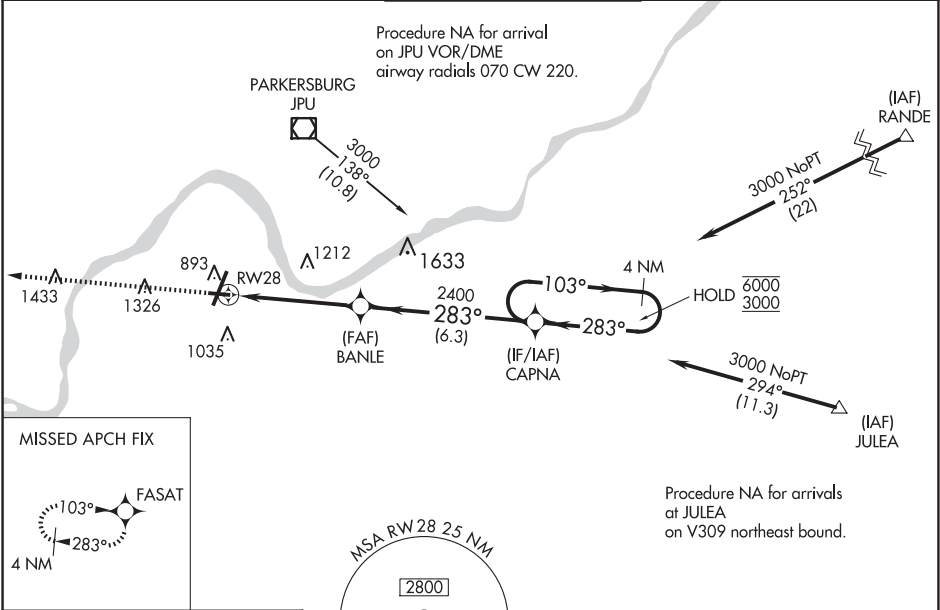 Procedure NA for arrival
on JPU VOR/DME
airway radials 070 CW 220.
PARKERSBURG
JPU
3000
138°
(10.8)
(IAF)
RANDE
3000 NoPT
252°
(22)
1433
1326
893
RW28
1212
1633
1035
(FAF)
BANLE
2400
283°
(6.3)
(IF/IAF)
CAPNA
103°
4 NM
283°
HOLD
6000
3000
3000 NoPT
294°
(11.3)
(IAF)
JULEA
MISSED APCH FIX
FASAT
103°
283°
4 NM
Procedure NA for arrivals
at JULEA
on V309 northeast bound.
MSA RW28 25 NM
2800